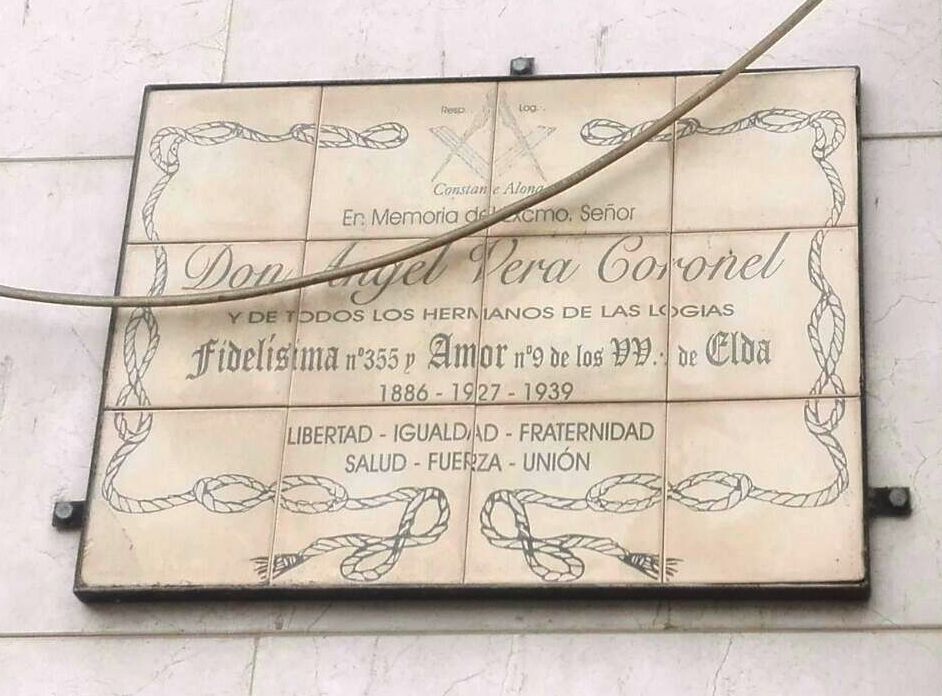 Resp. Log.
Constante Alona
En Memoria del Excmo. Señor
Don Angel Vera Coronel
Y DE TODOS LOS HERMANOS DE LAS LOGIAS
Fidelísima nº355 y Amor nº9 de los VV.: de Elda
1886 - 1927 - 1939
LIBERTAD - IGUALDAD - FRATERNIDAD
SALUD - FUERZA - UNIÓN